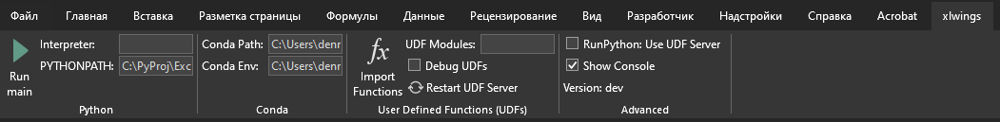 Файл Главная Вставка Разметка страницы Формулы Данные Рецензирование Вид Разработчик Надстройки Справка Acrobat xlwings
Run main
Interpreter:
PYTHONPATH: C:\PyProj\Exc
Python
Conda Path: C:\Users\denr
Conda Env: C:\Users\denr
Conda
fx
Import
Functions
UDF Modules:
Debug UDFs
Restart UDF Server
User Defined Functions (UDFs)
RunPython: Use UDF Server
Show Console
Version: dev
Advanced